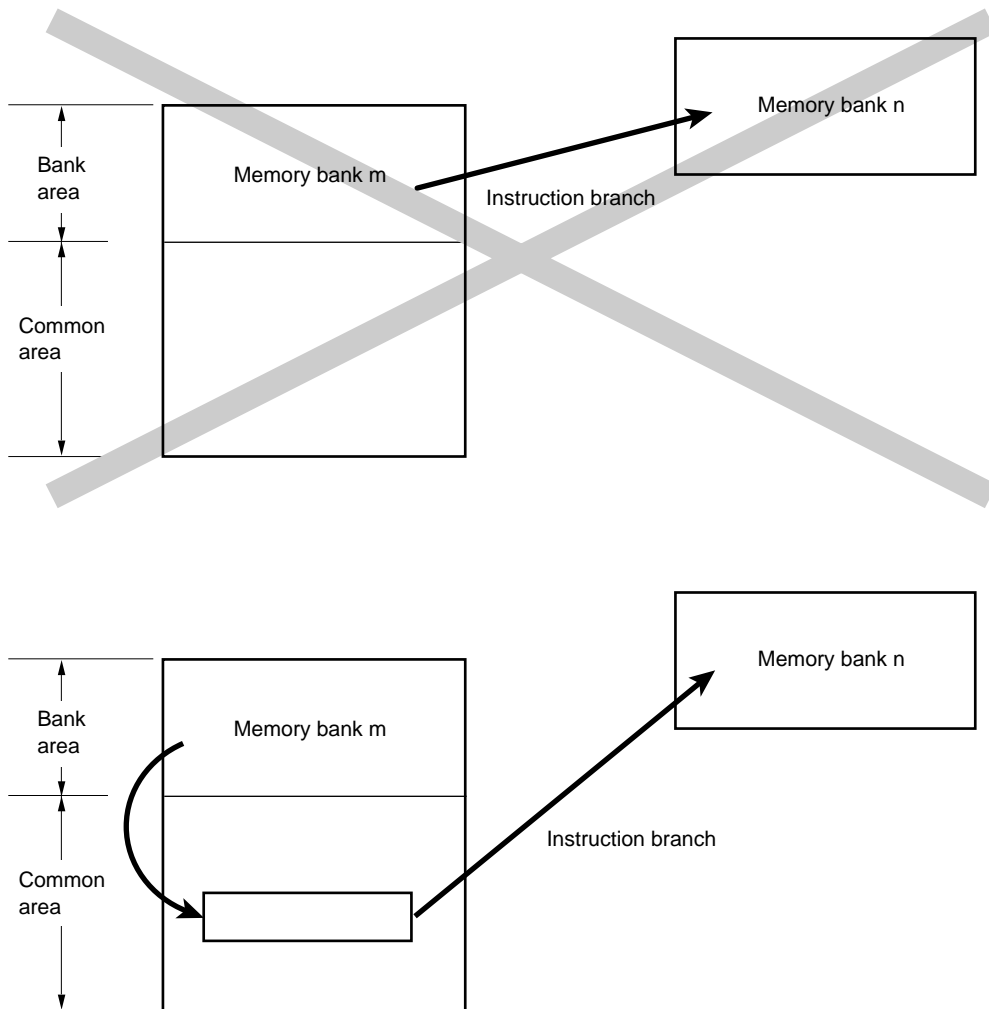 Memory bank n
Bank
area
Memory bank m
Instruction branch
Common
area
Memory bank n
Bank
area
Memory bank m
Instruction branch
Common
area